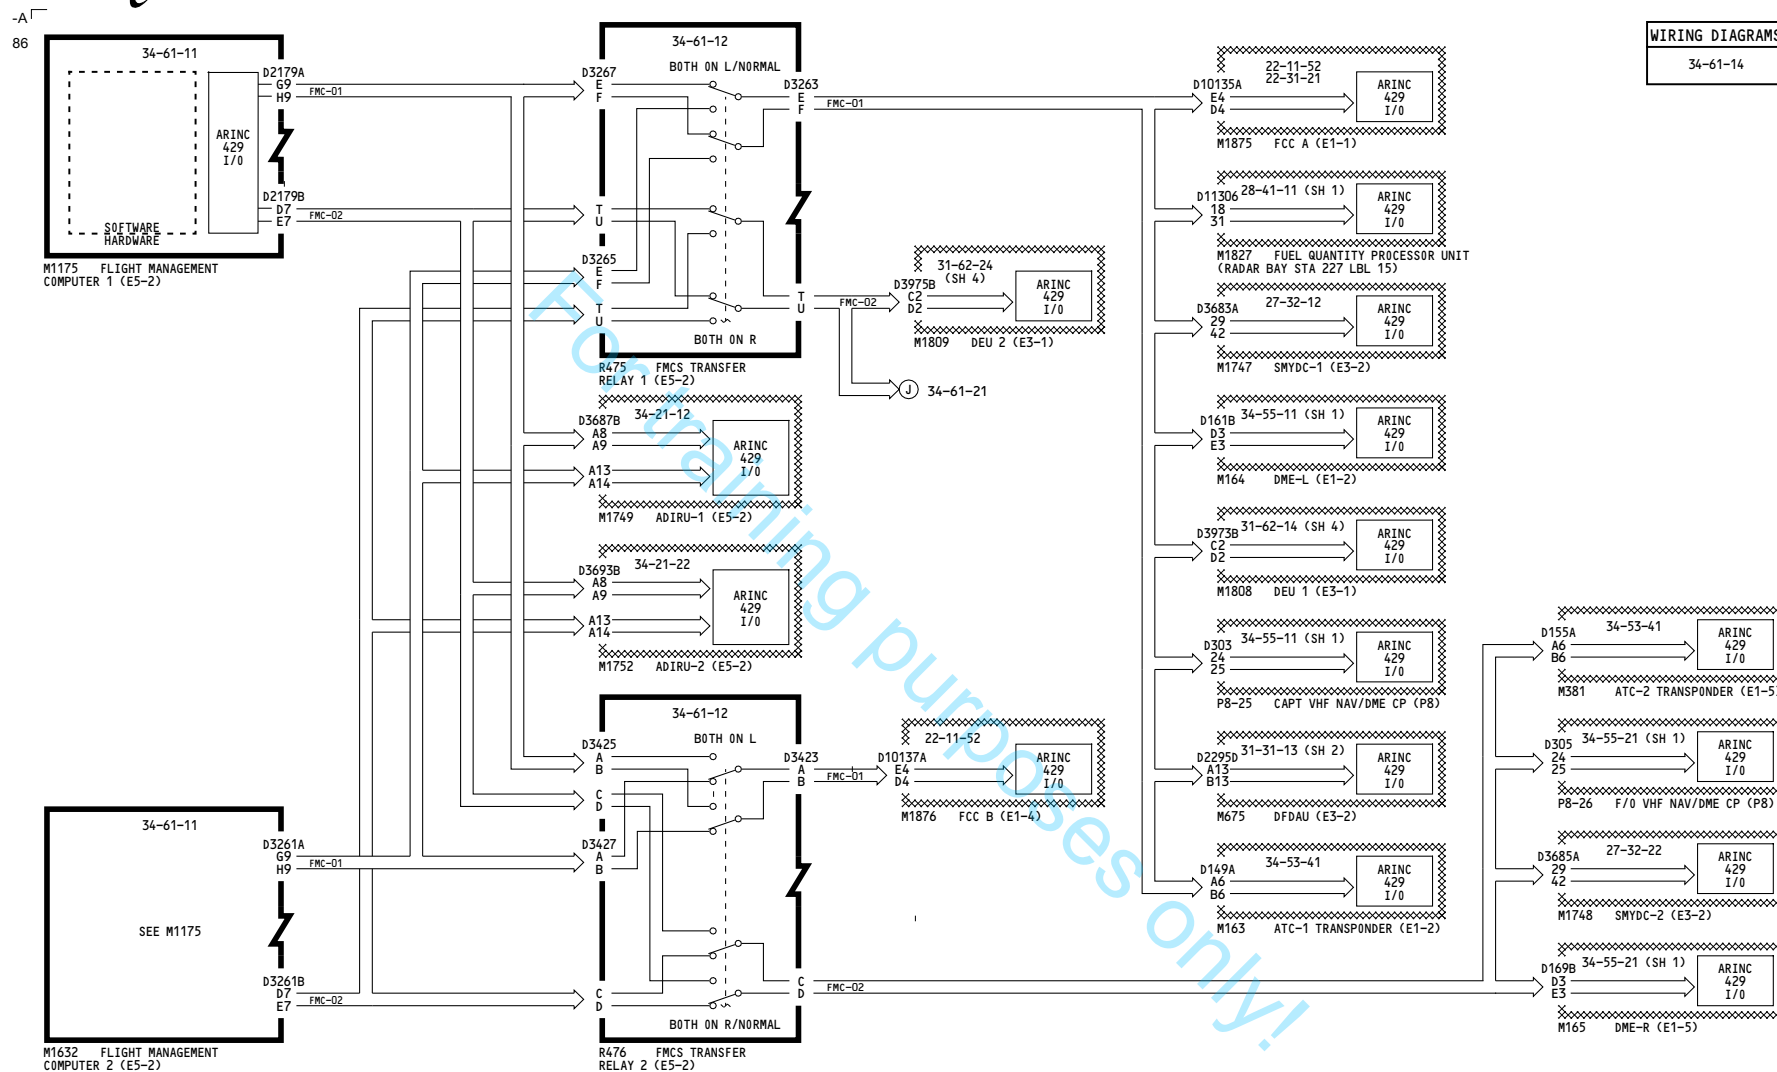 -A
86
WIRING DIAGRAMS
34-61-14
34-61-11
D2179A
G9
H9
FMC-01
ARINC
429
I/O
D2179B
D7
E7
FMC-02
SOFTWARE
HARDWARE
M1175 FLIGHT MANAGEMENT
COMPUTER 1 (E5-2)
34-61-12
BOTH ON L/NORMAL
D3267
E
F
T
U
D3265
E
F
T
U
BOTH ON R
D3263
E
F
FMC-01
T
U
FMC-02
R475 FMCS TRANSFER
RELAY 1 (E5-2)
31-62-24
(SH 4)
D3975B
C2
D2
ARINC
429
I/O
M1809 DEU 2 (E3-1)
J 34-61-21
34-21-12
D3687B
A8
A9
A13
A14
ARINC
429
I/O
M1749 ADIRU-1 (E5-2)
34-21-22
D3693B
A8
A9
A13
A14
ARINC
429
I/O
M1752 ADIRU-2 (E5-2)
34-61-12
BOTH ON L
D3425
A
B
C
D
D3427
A
B
C
D
BOTH ON R/NORMAL
D3423
A
B
FMC-01
C
D
FMC-02
R476 FMCS TRANSFER
RELAY 2 (E5-2)
22-11-52
D10137A
E4
D4
ARINC
429
I/O
M1876 FCC B (E1-4)
34-61-11
D3261A
G9
H9
FMC-01
SEE M1175
D3261B
D7
E7
FMC-02
M1632 FLIGHT MANAGEMENT
COMPUTER 2 (E5-2)
22-11-52
22-31-21
D10135A
E4
D4
ARINC
429
I/O
M1875 FCC A (E1-1)
28-41-11 (SH 1)
D11306
18
31
ARINC
429
I/O
M1827 FUEL QUANTITY PROCESSOR UNIT
(RADAR BAY STA 227 LBL 15)
27-32-12
D3683A
29
42
ARINC
429
I/O
M1747 SMYDC-1 (E3-2)
34-55-11 (SH 1)
D161B
D3
E3
ARINC
429
I/O
M164 DME-L (E1-2)
31-62-14 (SH 4)
D3973B
C2
D2
ARINC
429
I/O
M1808 DEU 1 (E3-1)
34-55-11 (SH 1)
D303
24
25
ARINC
429
I/O
P8-25 CAPT VHF NAV/DME CP (P8)
31-31-13 (SH 2)
D2295D
A13
B13
ARINC
429
I/O
M675 DFDAU (E3-2)
34-53-41
D149A
A6
B6
ARINC
429
I/O
M163 ATC-1 TRANSPONDER (E1-2)
34-53-41
D155A
A6
B6
ARINC
429
I/O
M381 ATC-2 TRANSPONDER (E1-5)
34-55-21 (SH 1)
D305
24
25
ARINC
429
I/O
P8-26 F/O VHF NAV/DME CP (P8)
27-32-22
D3685A
29
42
ARINC
429
I/O
M1748 SMYDC-2 (E3-2)
34-55-21 (SH 1)
D169B
D3
E3
ARINC
429
I/O
M165 DME-R (E1-5)
For training purposes only!